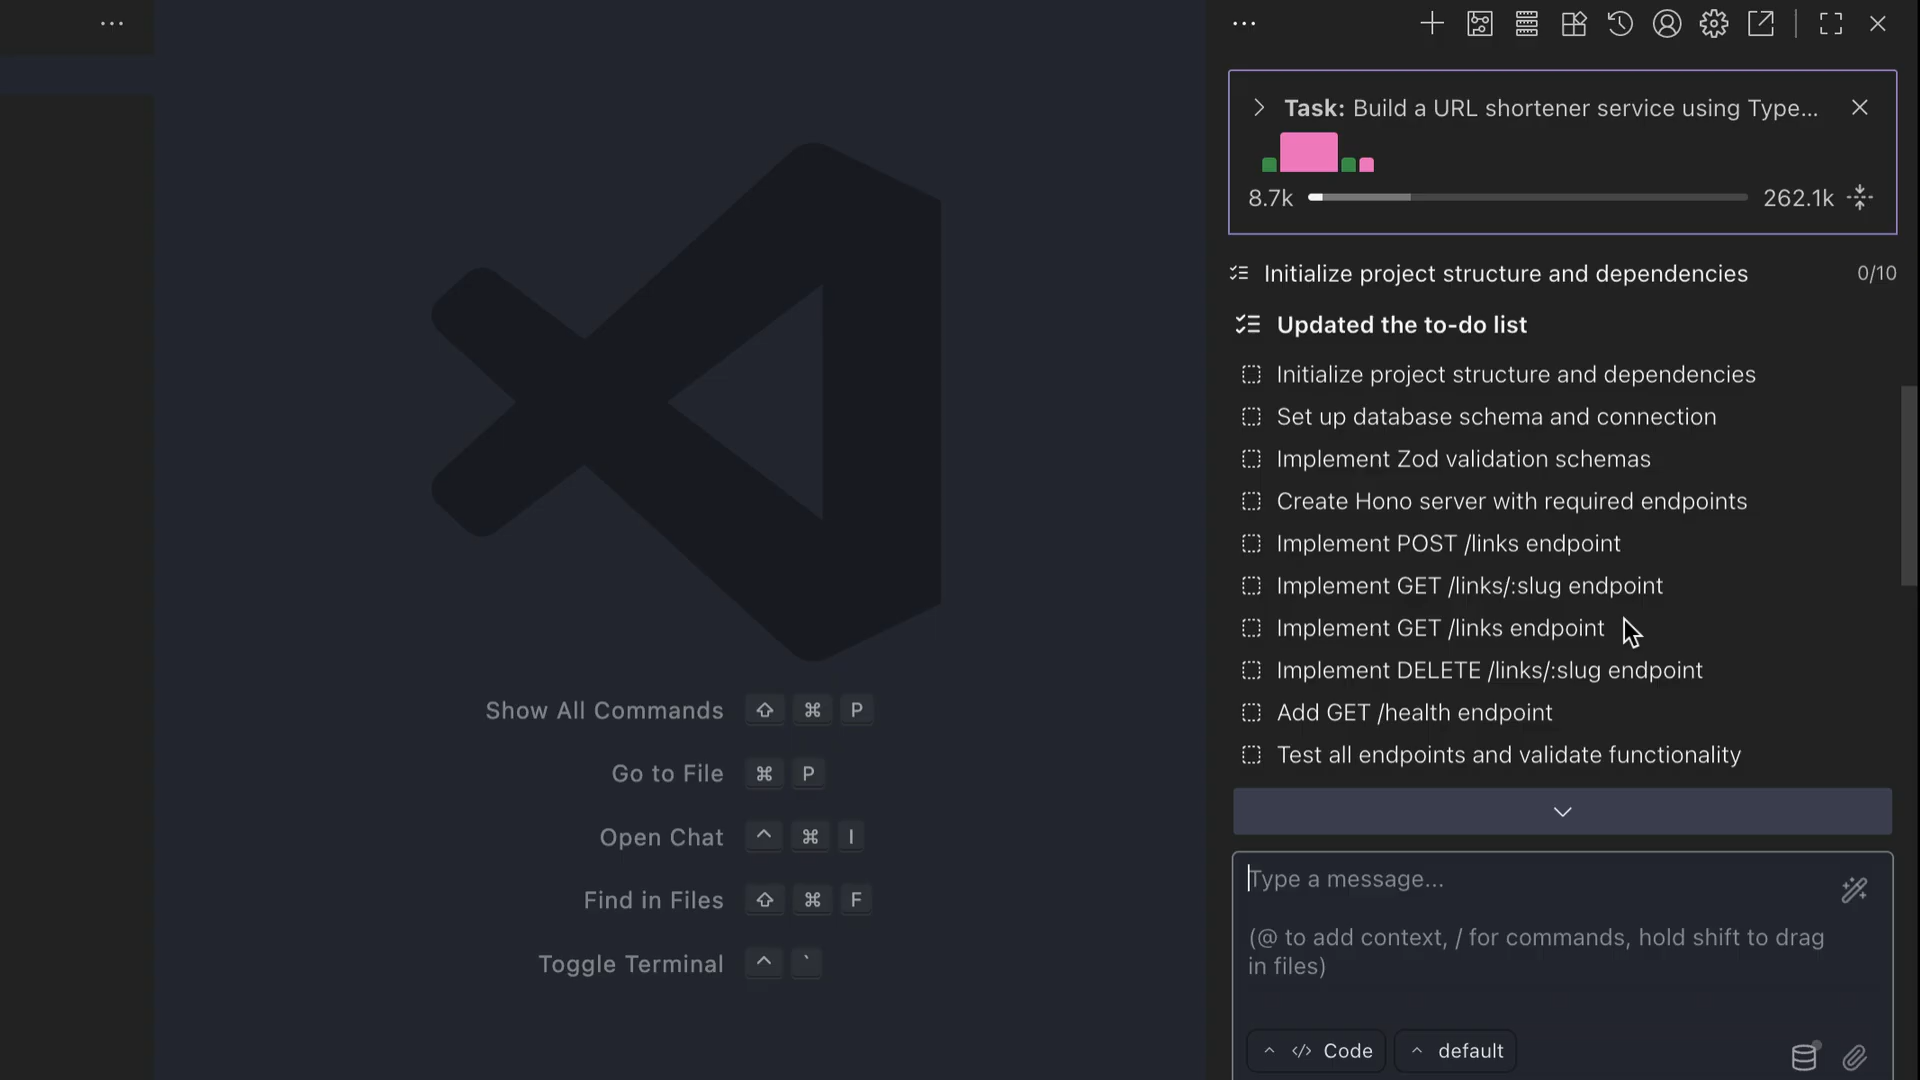 Task: Build a URL shortener service using Type...
8.7k 262.1k
Initialize project structure and dependencies 0/10
Updated the to-do list
Initialize project structure and dependencies
Set up database schema and connection
Implement Zod validation schemas
Create Hono server with required endpoints
Implement POST /links endpoint
Implement GET /links/:slug endpoint
Implement GET /links endpoint
Implement DELETE /links/:slug endpoint
Add GET /health endpoint
Test all endpoints and validate functionality
Show All Commands ⇧ ⌘ P
Go to File ⌘ P
Open Chat ^ ⌘ I
Find in Files ⇧ ⌘ F
Toggle Terminal ^ `
Type a message...
(@ to add context, / for commands, hold shift to drag
in files)
</> Code default